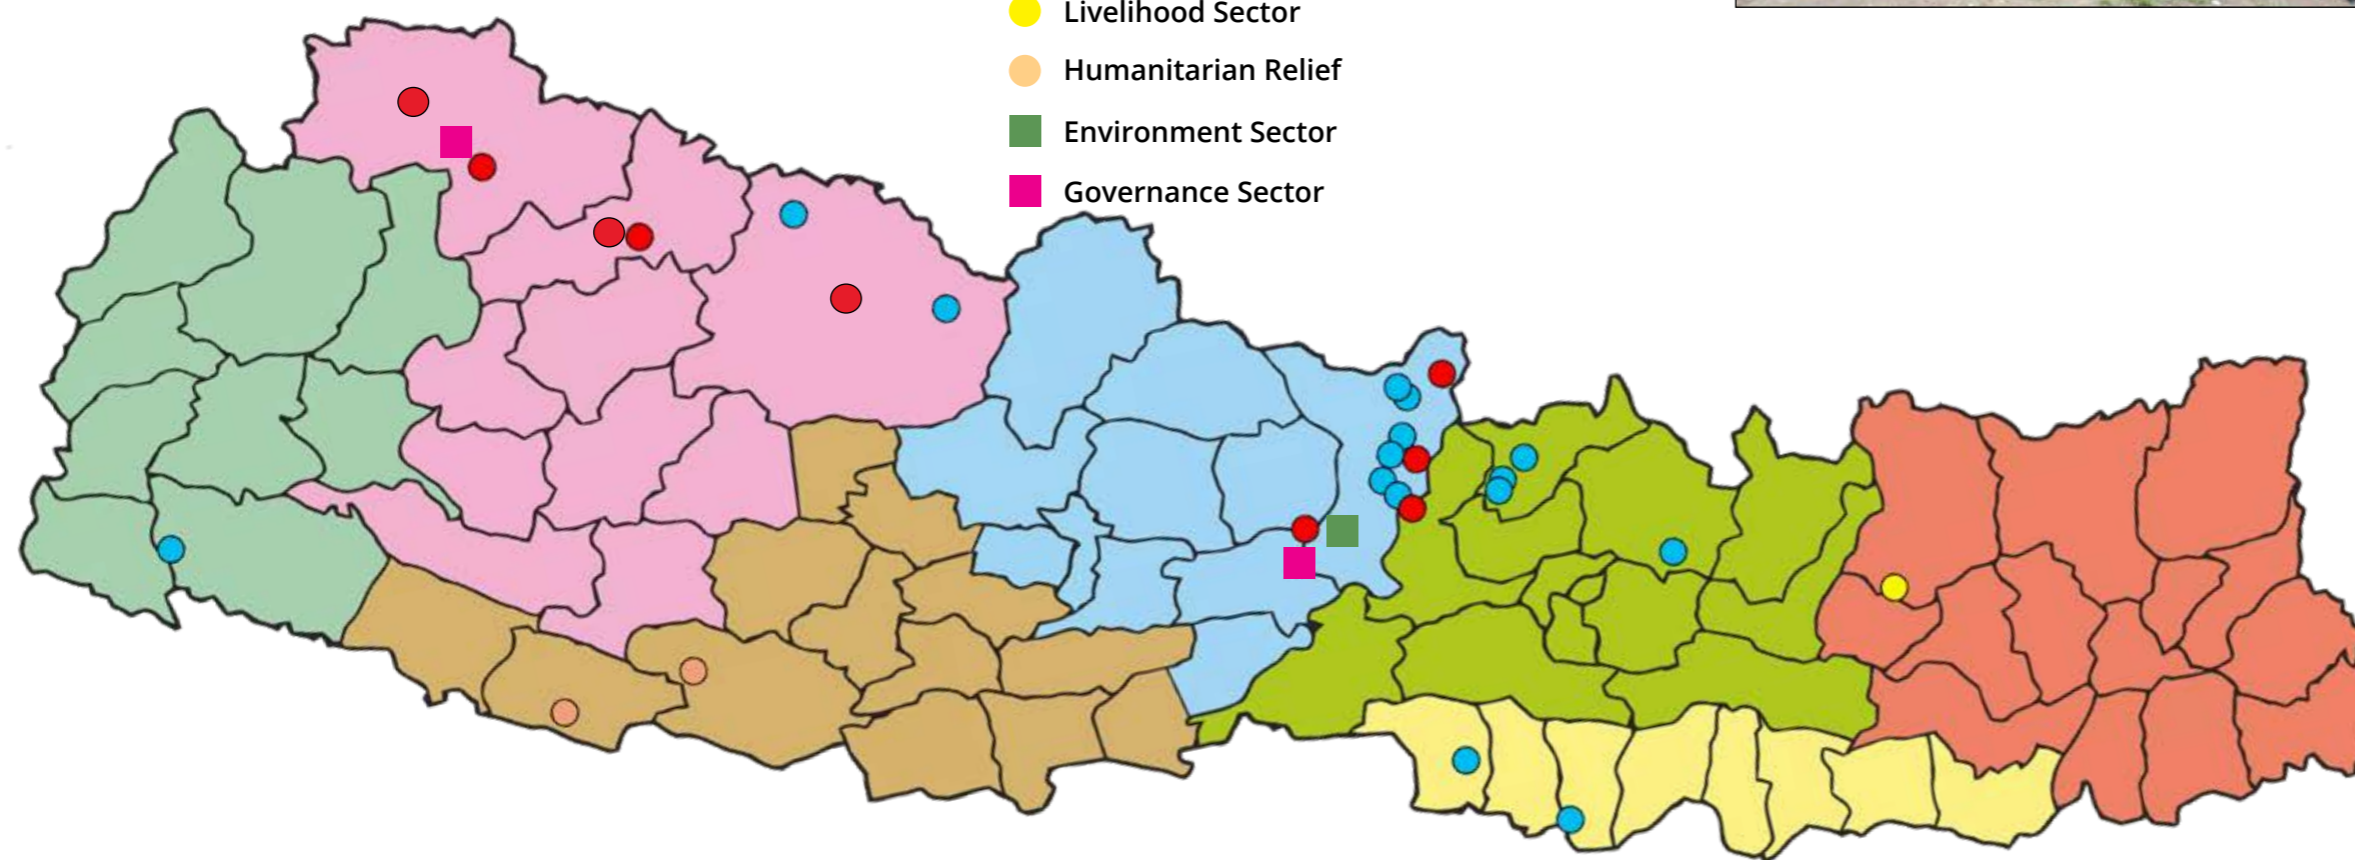 Livelihood Sector
Humanitarian Relief
Environment Sector
Governance Sector